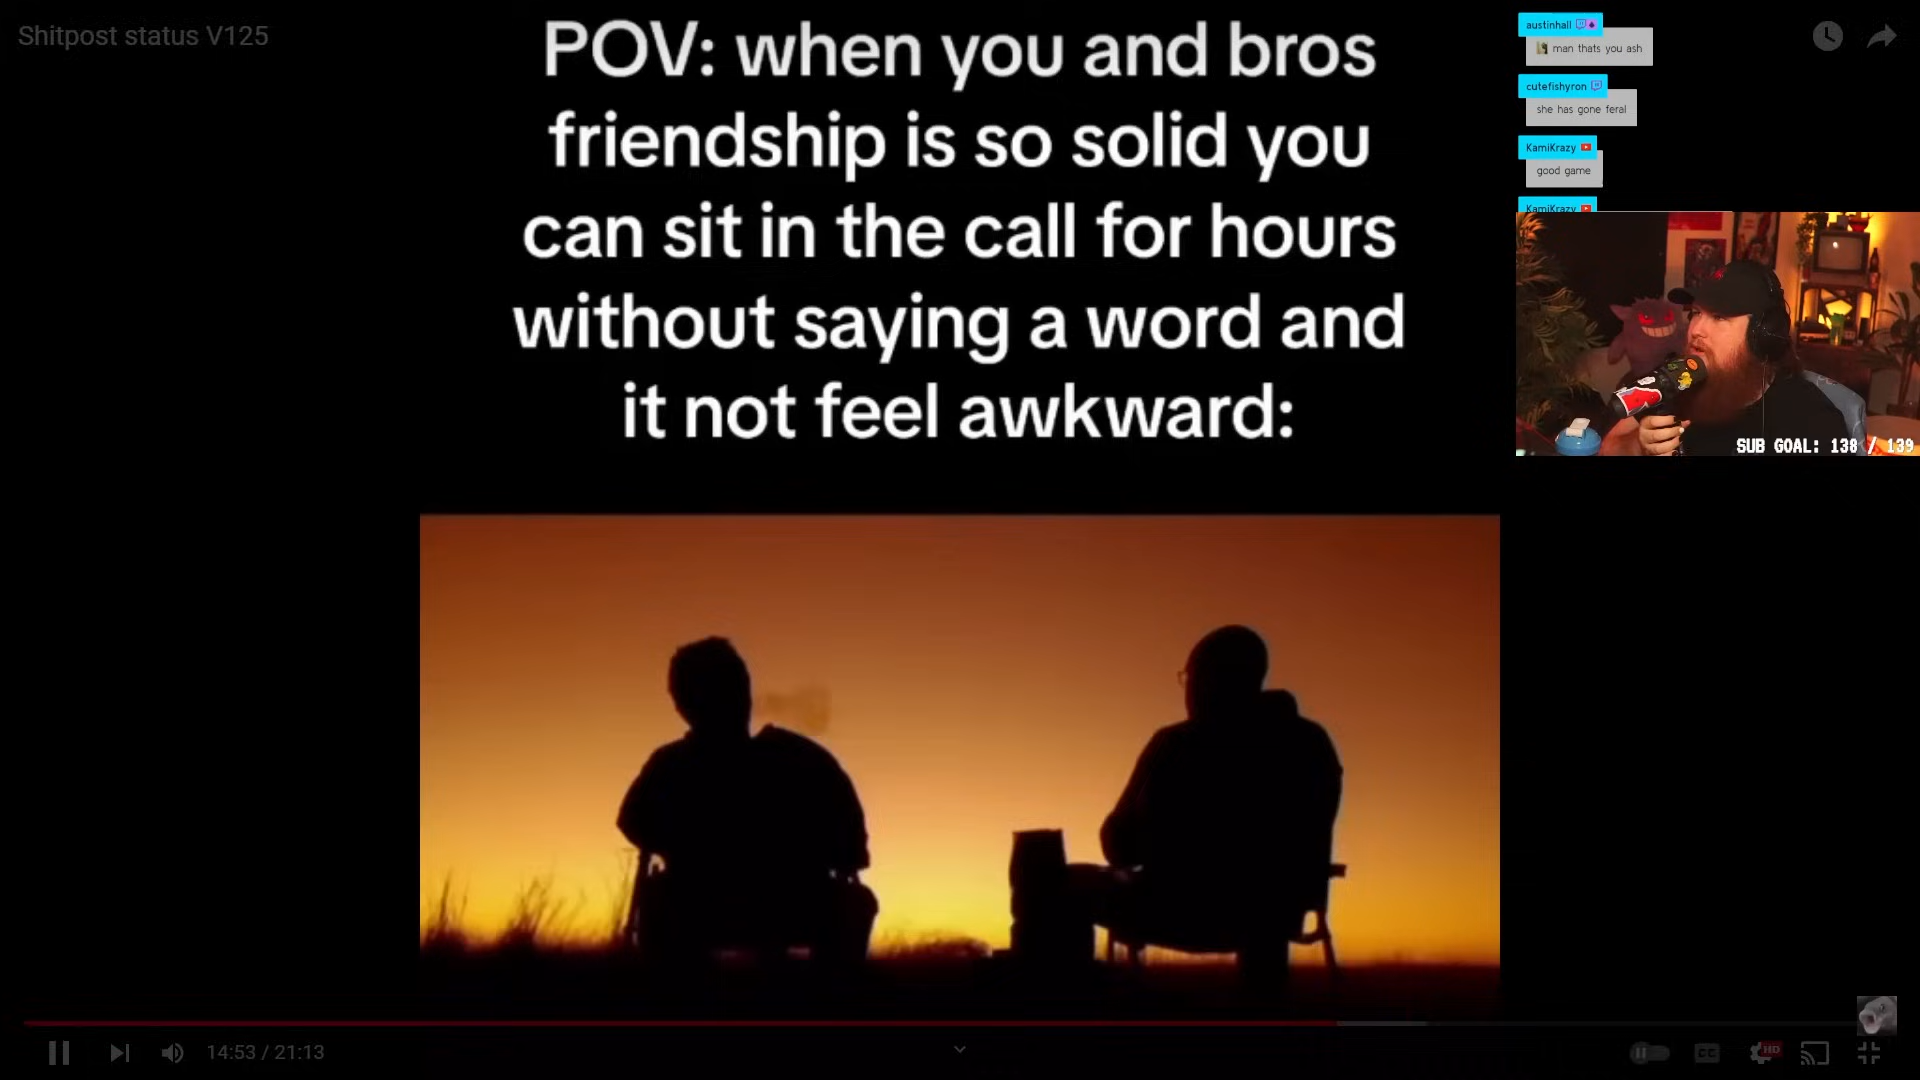 Shitpost status V125
POV: when you and bros
friendship is so solid you
can sit in the call for hours
without saying a word and
it not feel awkward:
austinhall
man thats you ash
cutefishyron
she has gone feral
KamiKrazy
good game
KamiKrazy
SUB GOAL: 138 / 139
14:53 / 21:13
CC
HD